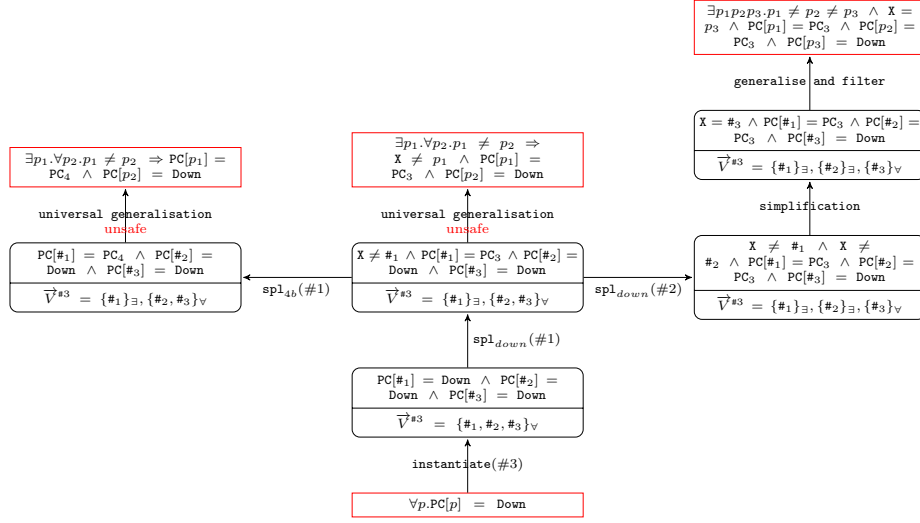 ∃p₁p₂p₃.p₁ ≠ p₂ ≠ p₃ ∧ X =
p₃ ∧ PC[p₁] = PC₃ ∧ PC[p₂] =
PC₃ ∧ PC[p₃] = Down
generalise and filter
X = #₃ ∧ PC[#₁] = PC₃ ∧ PC[#₂] =
PC₃ ∧ PC[#₃] = Down
V⃗^#3 = {#₁}∃, {#₂}∃, {#₃}∀
simplification
X ≠ #₁ ∧ X ≠
#₂ ∧ PC[#₁] = PC₃ ∧ PC[#₂] =
PC₃ ∧ PC[#₃] = Down
V⃗^#3 = {#₁}∃, {#₂}∃, {#₃}∀
∃p₁.∀p₂.p₁ ≠ p₂ ⇒ PC[p₁] =
PC₄ ∧ PC[p₂] = Down
universal generalisation
unsafe
PC[#₁] = PC₄ ∧ PC[#₂] =
Down ∧ PC[#₃] = Down
V⃗^#3 = {#₁}∃, {#₂, #₃}∀
spl₄b(#1)
∃p₁.∀p₂.p₁ ≠ p₂ ⇒
X ≠ p₁ ∧ PC[p₁] =
PC₃ ∧ PC[p₂] = Down
universal generalisation
unsafe
X ≠ #₁ ∧ PC[#₁] = PC₃ ∧ PC[#₂] =
Down ∧ PC[#₃] = Down
V⃗^#3 = {#₁}∃, {#₂, #₃}∀
spl_down(#2)
spl_down(#1)
PC[#₁] = Down ∧ PC[#₂] =
Down ∧ PC[#₃] = Down
V⃗^#3 = {#₁, #₂, #₃}∀
instantiate(#3)
∀p.PC[p] = Down